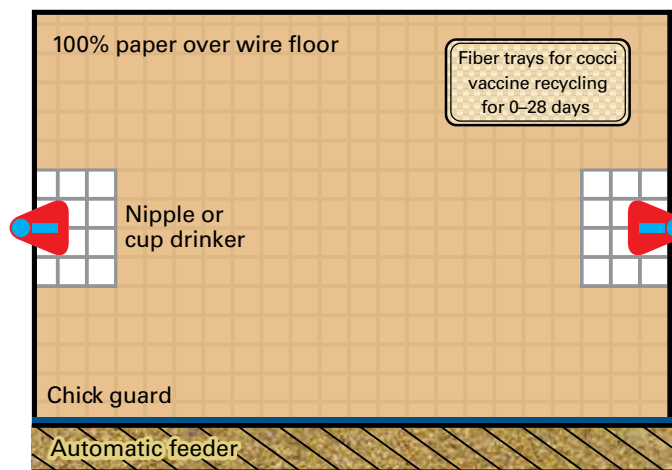 100% paper over wire floor
Fiber trays for cocci
vaccine recycling
for 0–28 days
Nipple or
cup drinker
Chick guard
Automatic feeder